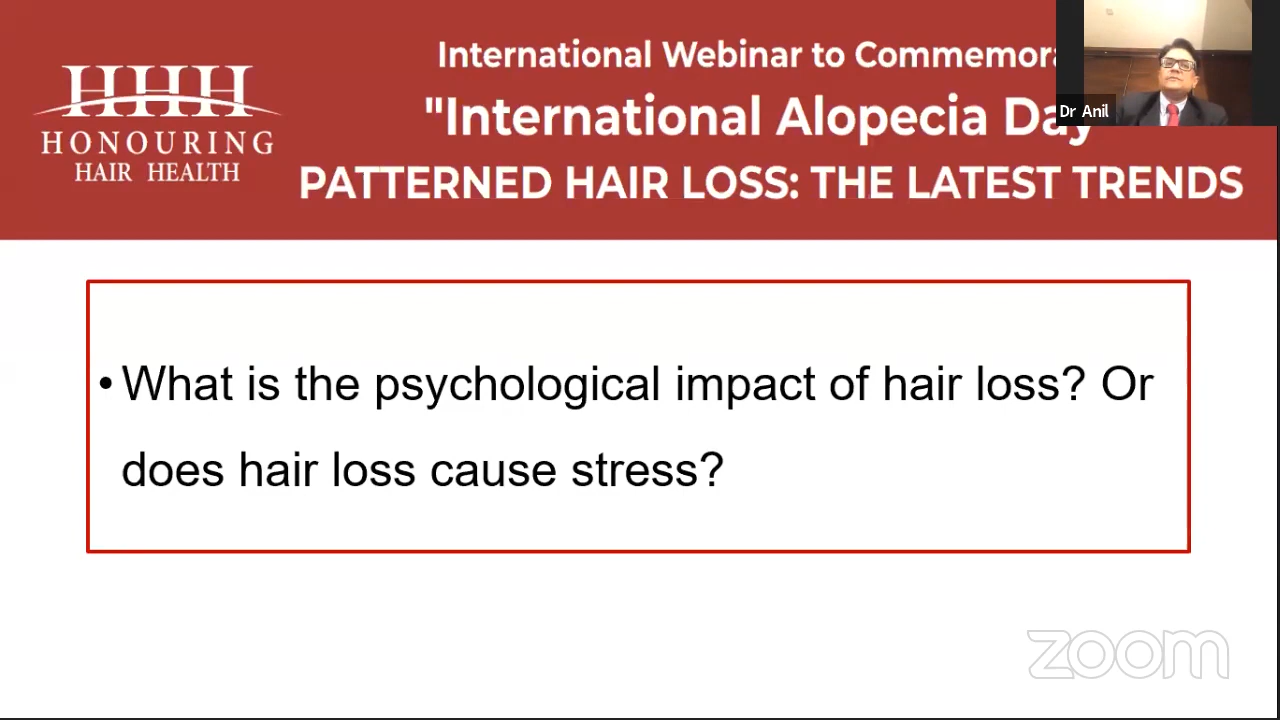 HHH
HONOURING
HAIR HEALTH
International Webinar to Commemora
"International Alopecia Day
PATTERNED HAIR LOSS: THE LATEST TRENDS
Dr Anil
• What is the psychological impact of hair loss? Or
does hair loss cause stress?
zoom